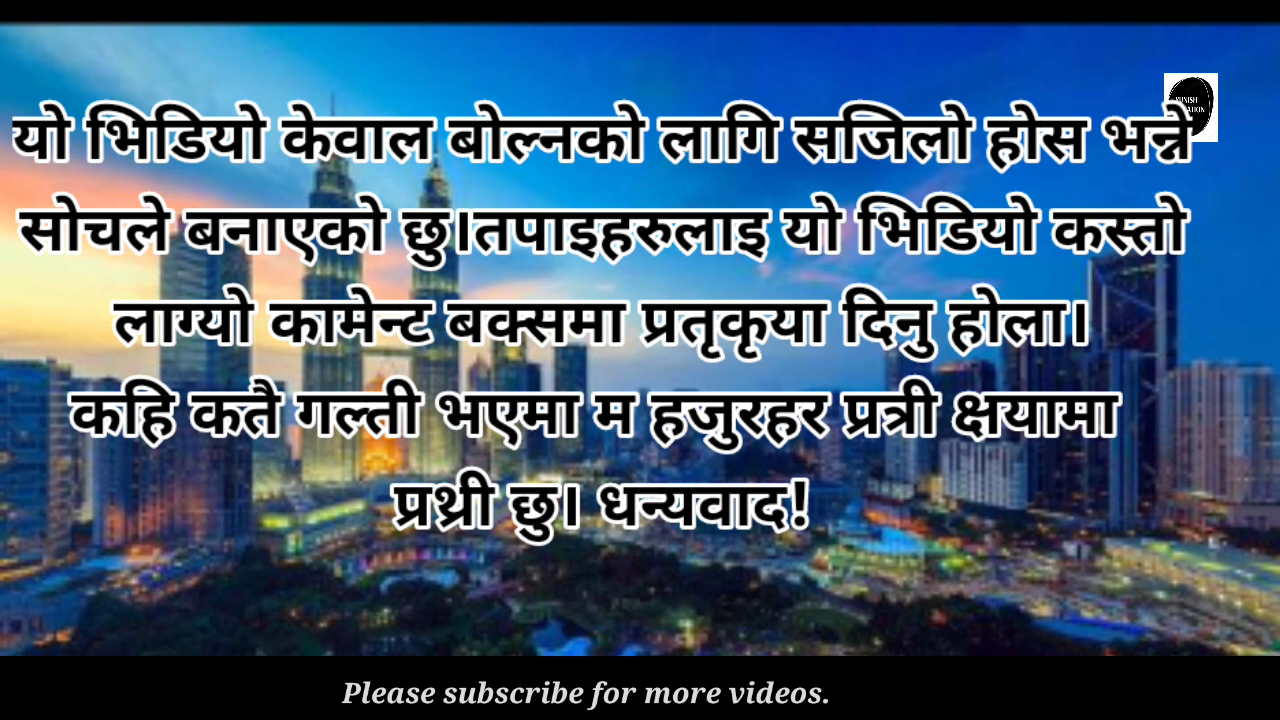 यो भिडियो केवाल बोल्नको लागि सजिलो होस भन्ने
सोचले बनाएको छु।तपाइहरुलाइ यो भिडियो कस्तो
लाग्यो कामेन्ट बक्समा प्रतृकृया दिनु होला।
कहि कतै गल्ती भएमा म हजुरहर प्रत्री क्षयामा
प्रथ्री छु। धन्यवाद!
Please subscribe for more videos.